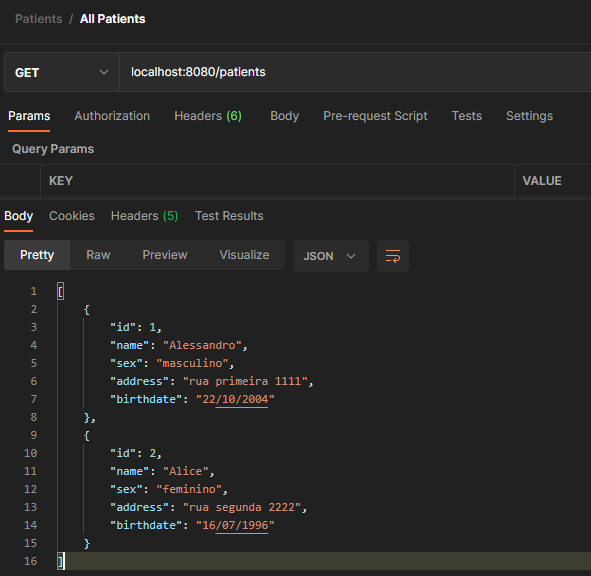 Patients / All Patients
GET localhost:8080/patients
Params Authorization Headers (6) Body Pre-request Script Tests Settings
Query Params
KEY VALUE
Body Cookies Headers (5) Test Results
Pretty Raw Preview Visualize JSON
1 [
2 {
3 "id": 1,
4 "name": "Alessandro",
5 "sex": "masculino",
6 "address": "rua primeira 1111",
7 "birthdate": "22/10/2004"
8 },
9 {
10 "id": 2,
11 "name": "Alice",
12 "sex": "feminino",
13 "address": "rua segunda 2222",
14 "birthdate": "16/07/1996"
15 }
16 ]